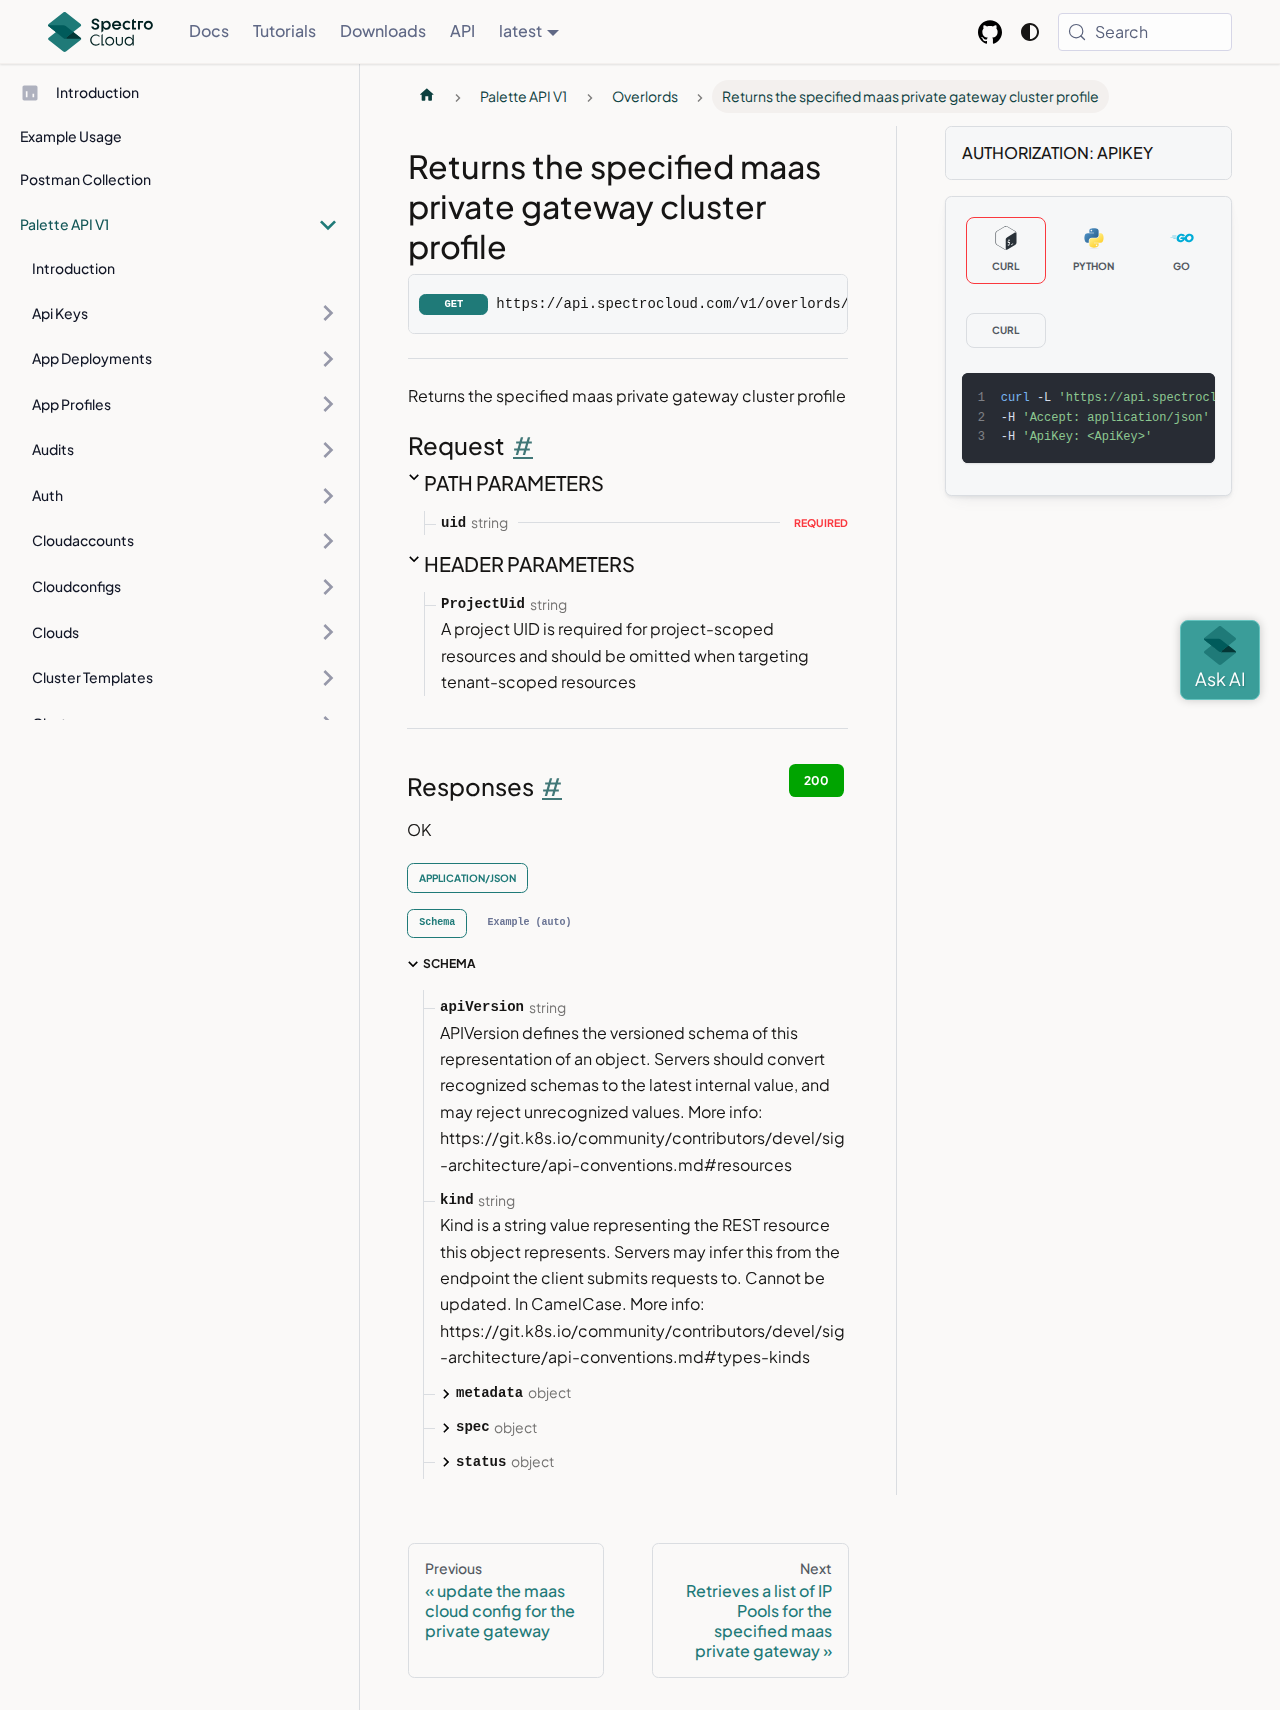 Spectro Cloud
Docs
Tutorials
Downloads
API
latest
Search
Introduction
Example Usage
Postman Collection
Palette API V1
Introduction
Api Keys
App Deployments
App Profiles
Audits
Auth
Cloudaccounts
Cloudconfigs
Clouds
Cluster Templates
Palette API V1
Overlords
Returns the specified maas private gateway cluster profile
Returns the specified maas
private gateway cluster
profile
GET https://api.spectrocloud.com/v1/overlords/
Returns the specified maas private gateway cluster profile
Request #
PATH PARAMETERS
uid string REQUIRED
HEADER PARAMETERS
ProjectUid string
A project UID is required for project-scoped
resources and should be omitted when targeting
tenant-scoped resources
Responses #
200
OK
APPLICATION/JSON
Schema Example (auto)
SCHEMA
apiVersion string
APIVersion defines the versioned schema of this
representation of an object. Servers should convert
recognized schemas to the latest internal value, and
may reject unrecognized values. More info:
https://git.k8s.io/community/contributors/devel/sig
-architecture/api-conventions.md#resources
kind string
Kind is a string value representing the REST resource
this object represents. Servers may infer this from the
endpoint the client submits requests to. Cannot be
updated. In CamelCase. More info:
https://git.k8s.io/community/contributors/devel/sig
-architecture/api-conventions.md#types-kinds
metadata object
spec object
status object
Previous
« update the maas
cloud config for the
private gateway
Next
Retrieves a list of IP
Pools for the
specified maas
private gateway »
AUTHORIZATION: APIKEY
CURL
PYTHON
GO
CURL
1 curl -L 'https://api.spectrocl
2 -H 'Accept: application/json'
3 -H 'ApiKey: <ApiKey>'
Ask AI